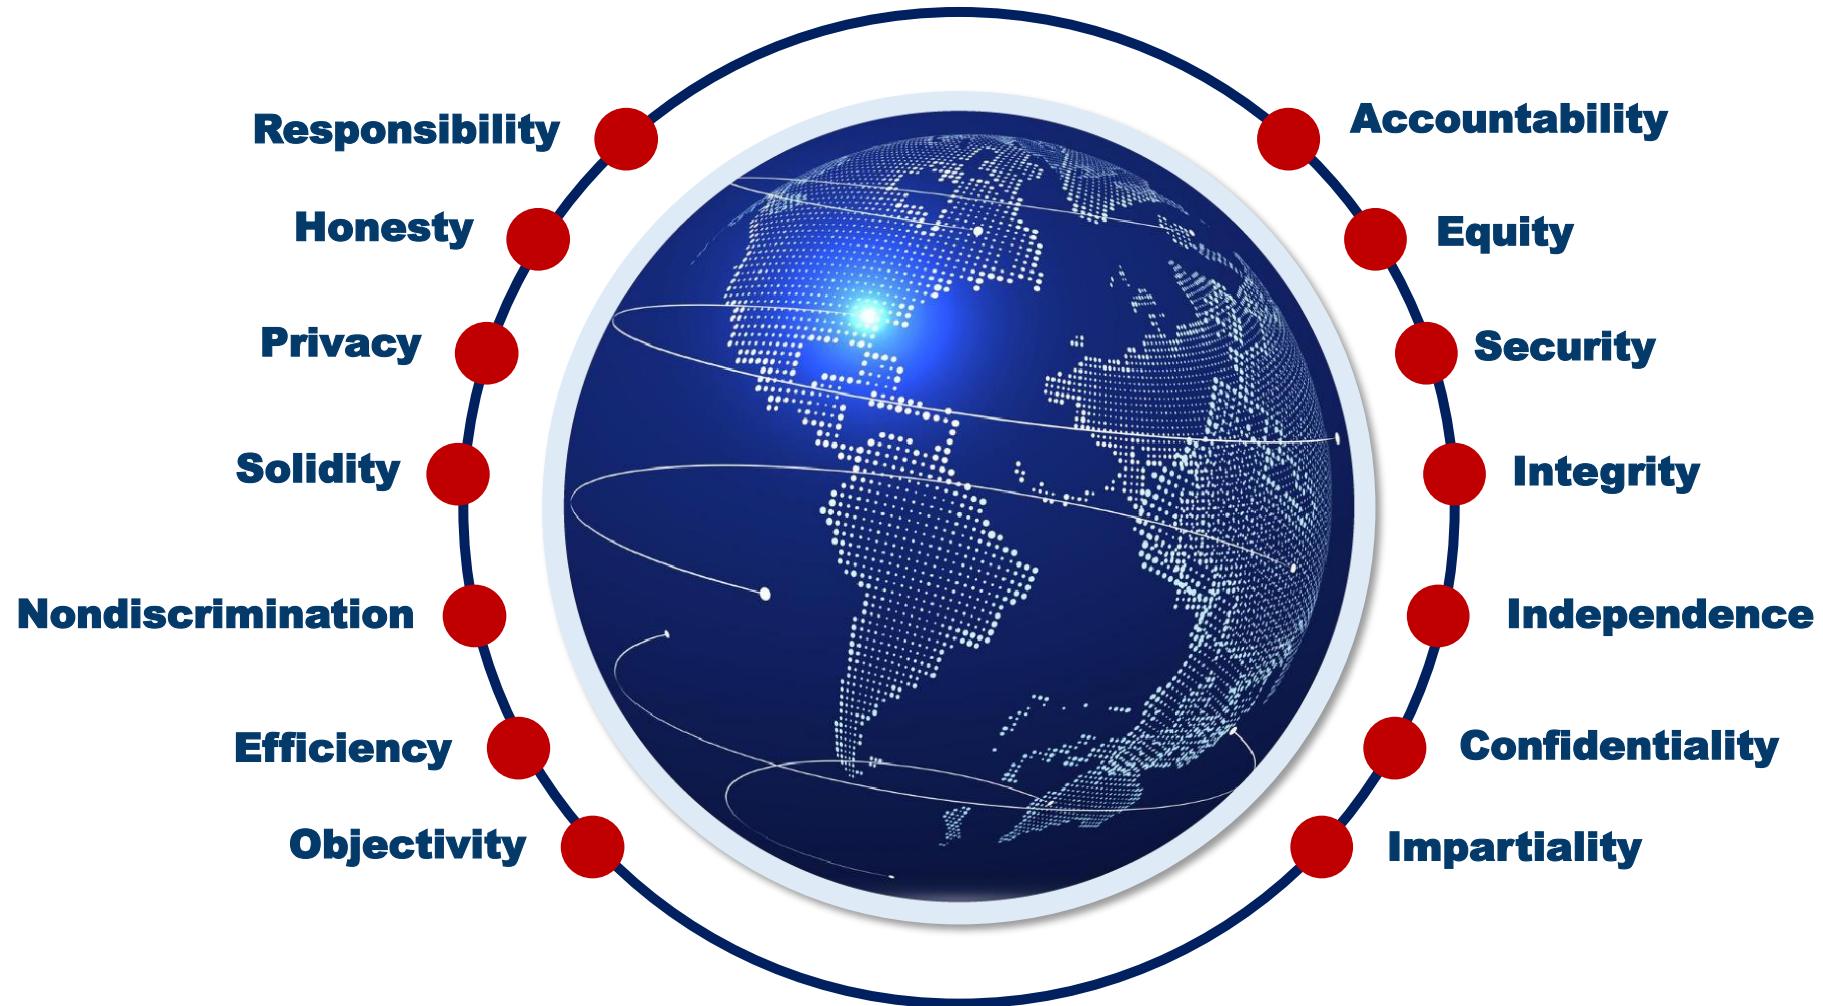 Responsibility
Accountability
Honesty
Equity
Privacy
Security
Solidity
Integrity
Nondiscrimination
Independence
Efficiency
Confidentiality
Objectivity
Impartiality